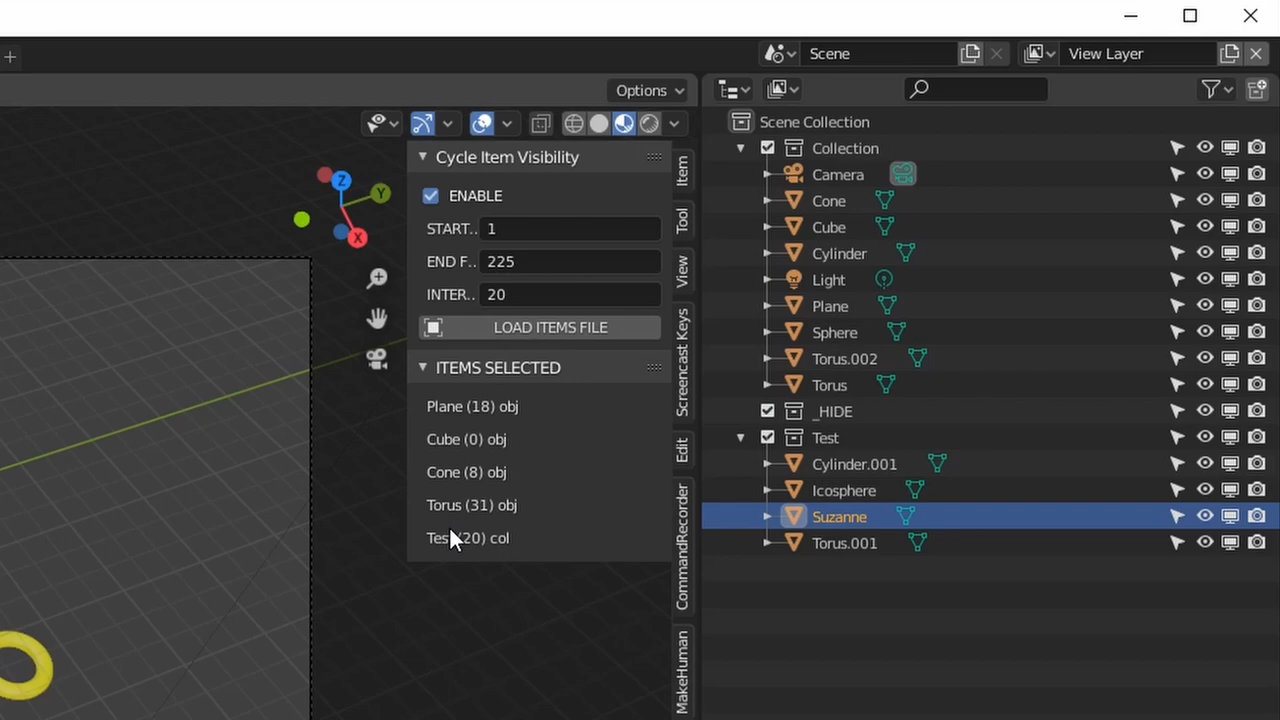 Scene
View Layer
Options
Cycle Item Visibility
ENABLE
START.. 1
END F.. 225
INTER.. 20
LOAD ITEMS FILE
ITEMS SELECTED
Plane (18) obj
Cube (0) obj
Cone (8) obj
Torus (31) obj
(20) col
Z
Y
X
Item
Tool
View
Screencast Keys
Edit
CommandRecorder
MakeHuman
Scene Collection
Collection
Camera
Cone
Cube
Cylinder
Light
Plane
Sphere
Torus.002
Torus
_HIDE
Test
Cylinder.001
Icosphere
Suzanne
Torus.001